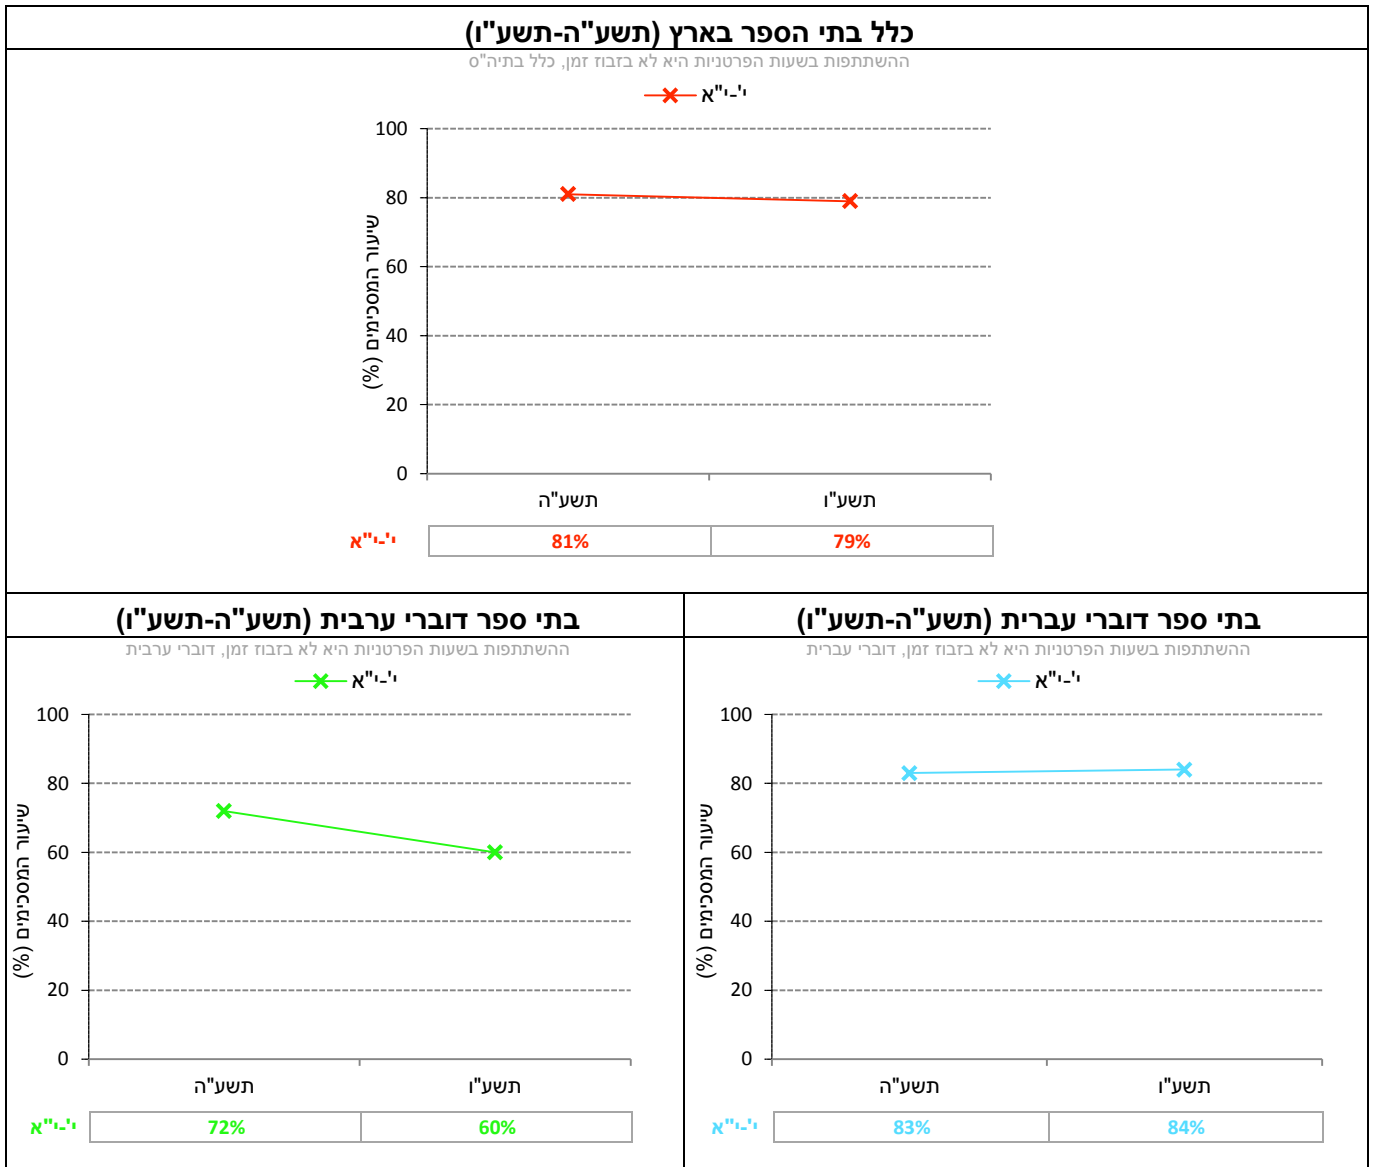 כלל בתי הספר בארץ (תשע"ה-תשע"ו)
ההשתתפות בשעות הפרטניות היא לא בזבוז זמן, כלל בתיה"ס
י'-י"א
שיעור המסכימים (%)
100
80
60
40
20
0
תשע"ה תשע"ו
י'-י"א 81% 79%
בתי ספר דוברי עברית (תשע"ה-תשע"ו)
ההשתתפות בשעות הפרטניות היא לא בזבוז זמן, דוברי עברית
י'-י"א
שיעור המסכימים (%)
100
80
60
40
20
0
תשע"ה תשע"ו
י'-י"א 83% 84%
בתי ספר דוברי ערבית (תשע"ה-תשע"ו)
ההשתתפות בשעות הפרטניות היא לא בזבוז זמן, דוברי ערבית
י'-י"א
שיעור המסכימים (%)
100
80
60
40
20
0
תשע"ה תשע"ו
י'-י"א 72% 60%